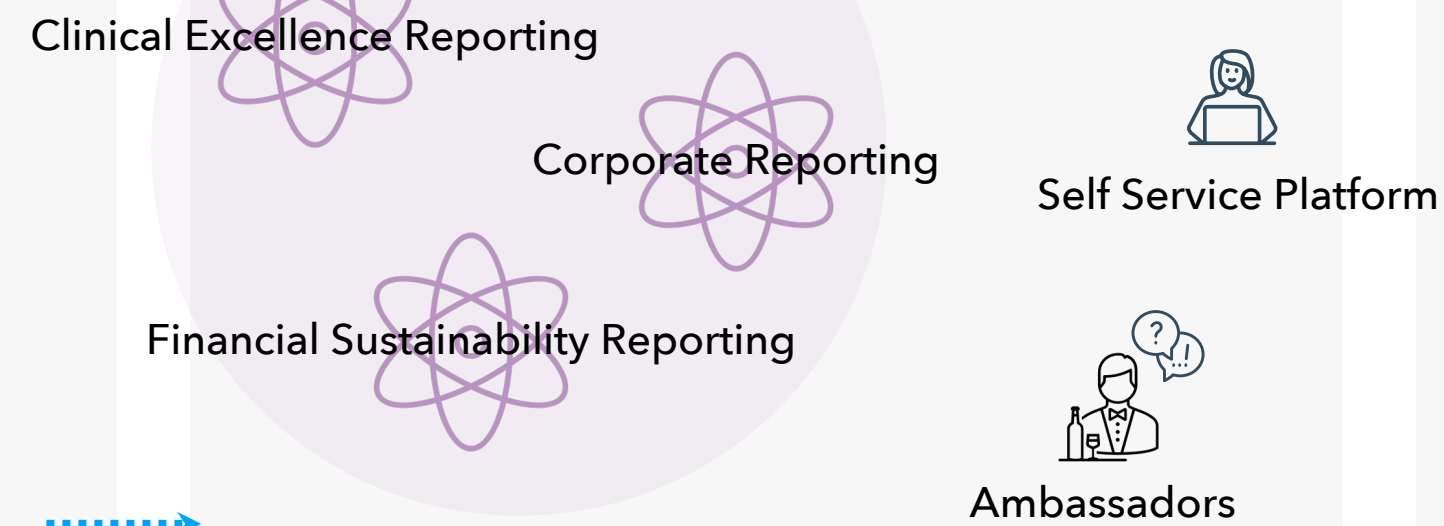 Clinical Excellence Reporting
Corporate Reporting
Self Service Platform
Financial Sustainability Reporting
?
!
...
Ambassadors